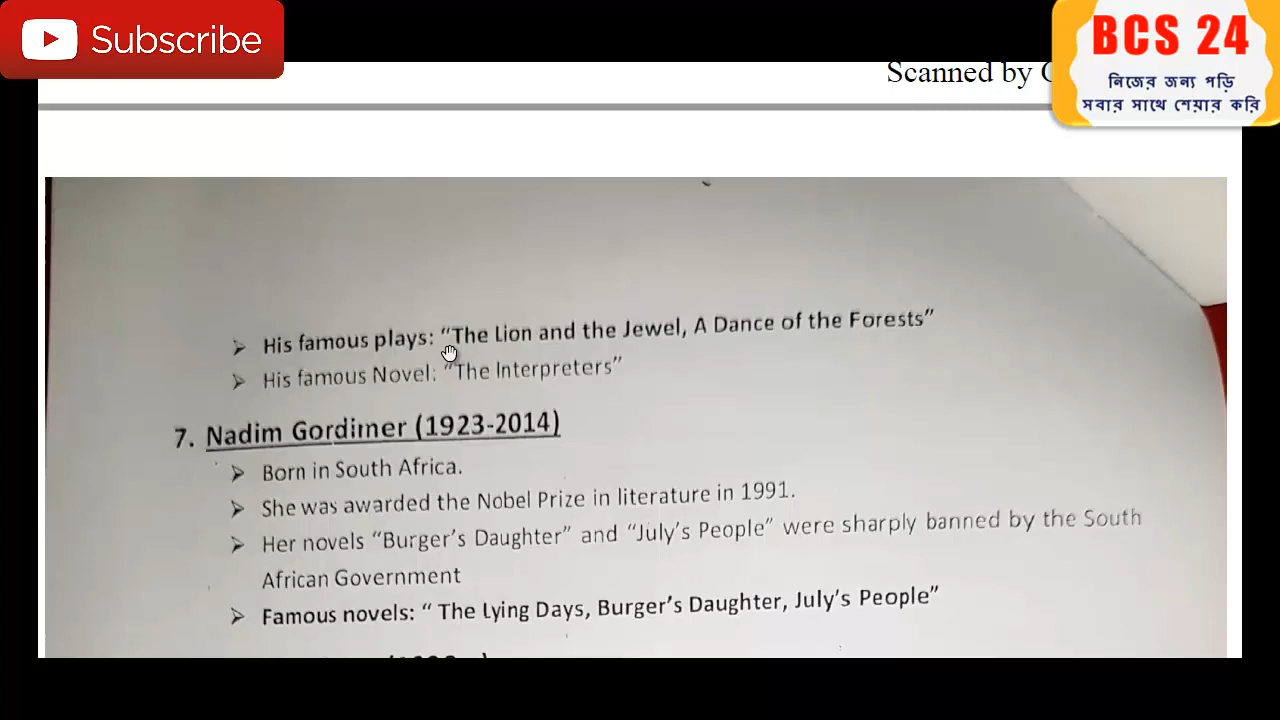 Subscribe
BCS 24
নিজের জন্য পড়ি
সবার সাথে শেয়ার করি
Scanned by
➢ His famous plays: “The Lion and the Jewel, A Dance of the Forests”
➢ His famous Novel: “The Interpreters”
7. Nadim Gordimer (1923-2014)
➢ Born in South Africa.
➢ She was awarded the Nobel Prize in literature in 1991.
➢ Her novels “Burger’s Daughter” and “July’s People” were sharply banned by the South
African Government
➢ Famous novels: “ The Lying Days, Burger’s Daughter, July’s People”